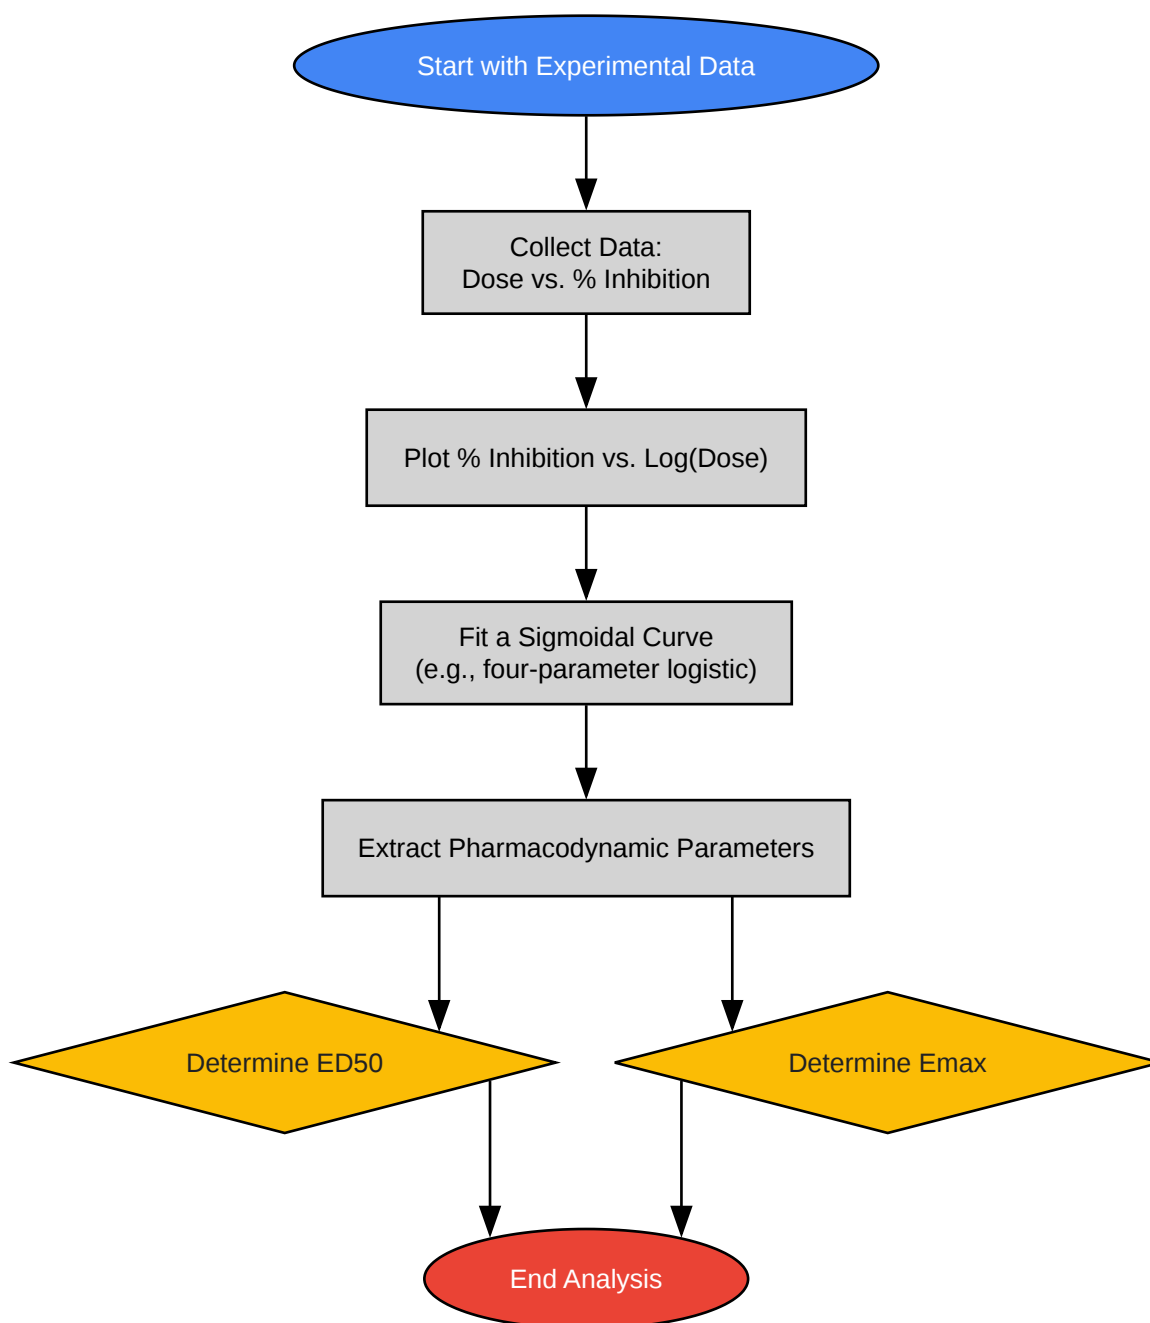 Start with Experimental Data
Collect Data:
Dose vs. % Inhibition
Plot % Inhibition vs. Log(Dose)
Fit a Sigmoidal Curve
(e.g., four-parameter logistic)
Extract Pharmacodynamic Parameters
Determine ED50
Determine Emax
End Analysis